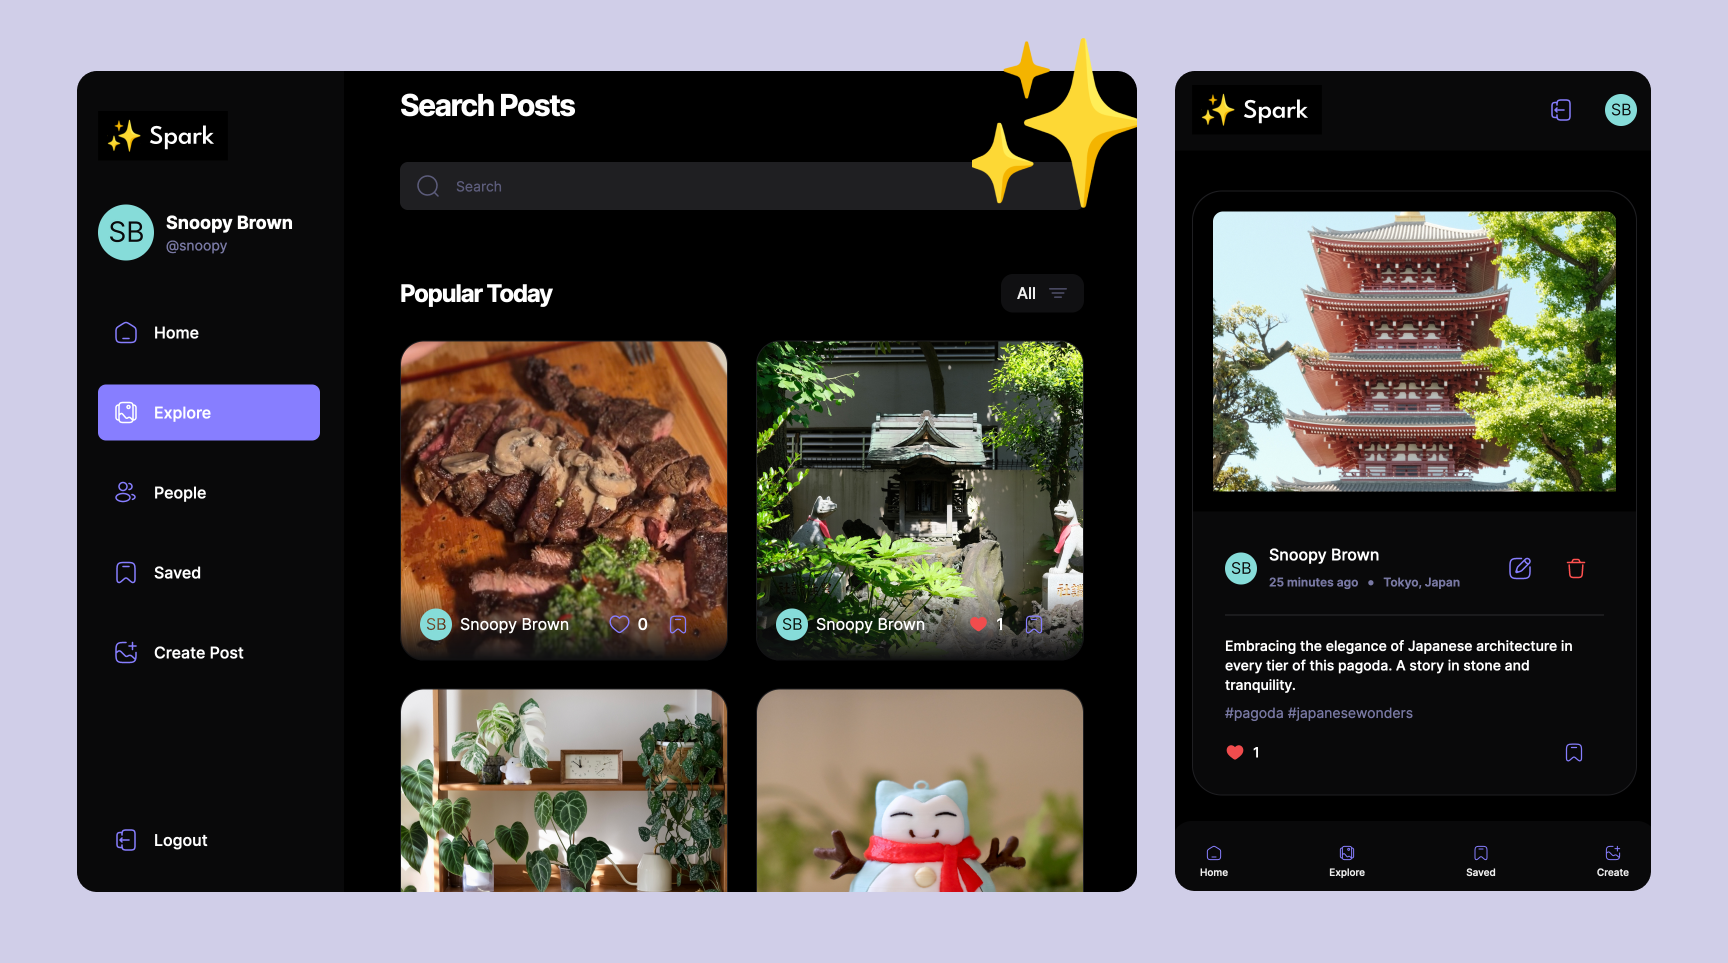 Spark
SB
Snoopy Brown
@snoopy
Home
Explore
People
Saved
Create Post
Logout
Search Posts
Search
Popular Today
All
SB Snoopy Brown 0
SB Snoopy Brown 1
Spark
SB
SB
Snoopy Brown
25 minutes ago • Tokyo, Japan
Embracing the elegance of Japanese architecture in
every tier of this pagoda. A story in stone and
tranquility.
#pagoda #japanesewonders
1
Home
Explore
Saved
Create